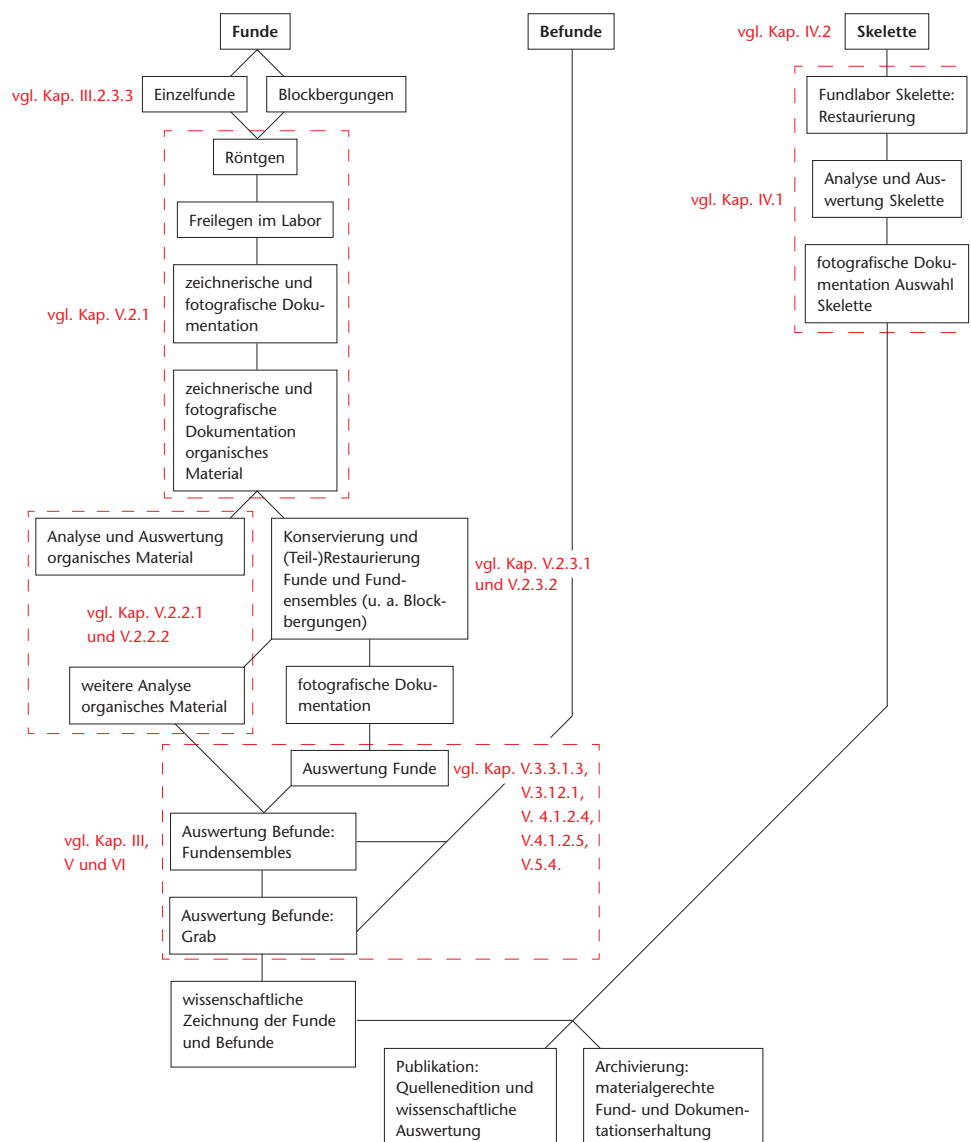 Funde
Befunde
vgl. Kap. IV.2
Skelette
vgl. Kap. III.2.3.3
Einzelfunde
Blockbergungen
Fundlabor Skelette:
Restaurierung
Röntgen
Analyse und Aus-
wertung Skelette
vgl. Kap. IV.1
Freilegen im Labor
fotografische Doku-
mentation Auswahl
Skelette
zeichnerische und
fotografische Doku-
mentation
vgl. Kap. V.2.1
zeichnerische und
fotografische
Dokumentation
organisches
Material
Analyse und Auswertung
organisches Material
Konservierung und
(Teil-)Restaurierung
Funde und Fund-
ensembles (u. a. Block-
bergungen)
vgl. Kap. V.2.3.1
und V.2.3.2
vgl. Kap. V.2.2.1
und V.2.2.2
weitere Analyse
organisches Material
fotografische Doku-
mentation
Auswertung Funde
vgl. Kap. V.3.3.1.3,
V.3.12.1,
V. 4.1.2.4,
V.4.1.2.5,
V.5.4.
vgl. Kap. III,
V und VI
Auswertung Befunde:
Fundensembles
Auswertung Befunde:
Grab
wissenschaftliche
Zeichnung der Funde
und Befunde
Publikation:
Quellenedition und
wissenschaftliche
Auswertung
Archivierung:
materialgerechte
Fund- und Dokumen-
tationserhaltung